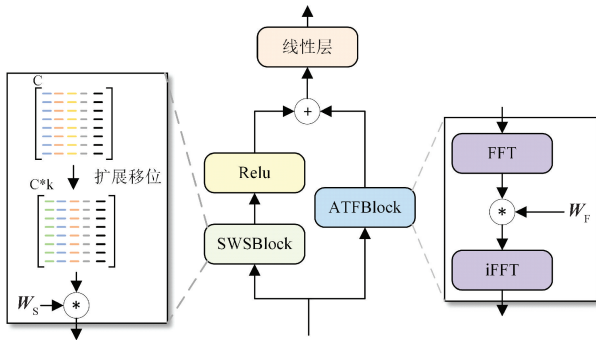 线性层
+
Relu
SWSBlock
ATFBlock
C
扩展移位
C*k
W_S
*
FFT
*
W_F
iFFT